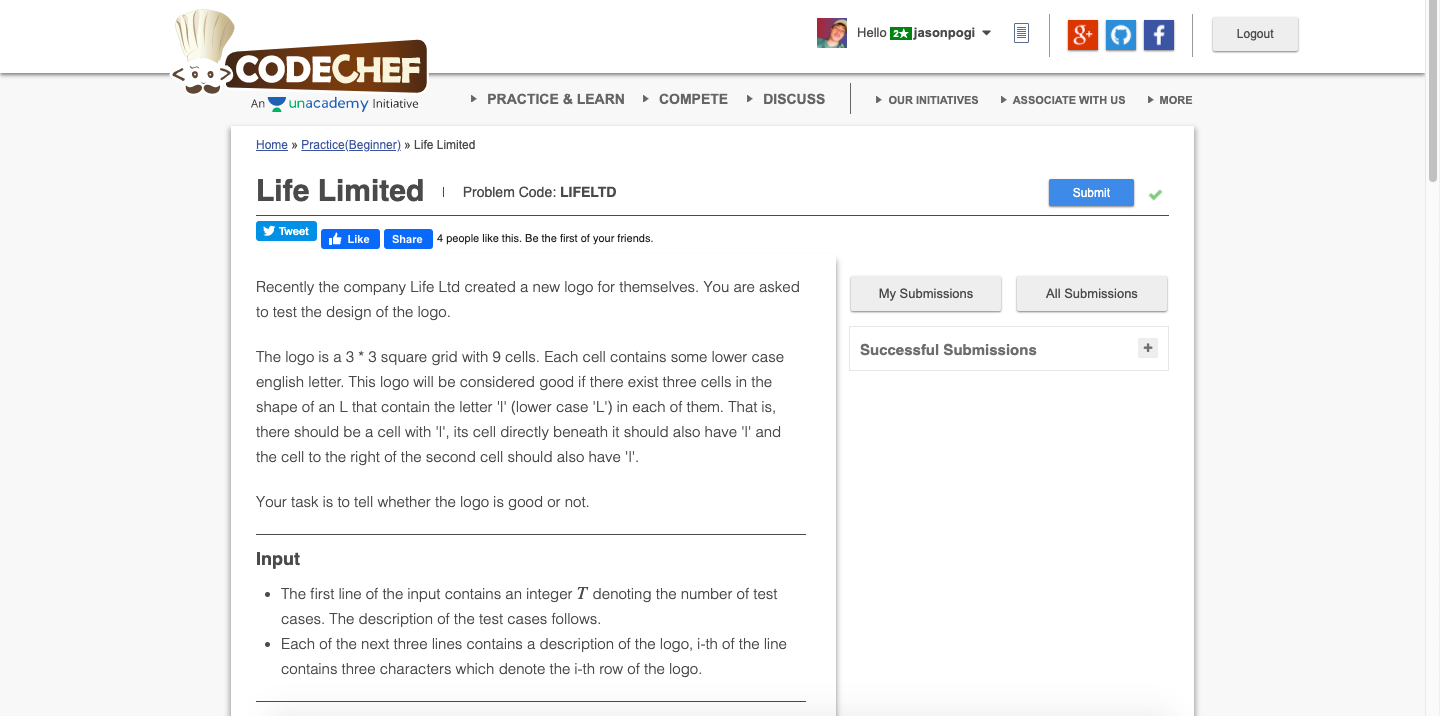 CODECHEF
An unacademy Initiative
Hello 2★ jasonpogi
Logout
PRACTICE & LEARN COMPETE DISCUSS OUR INITIATIVES ASSOCIATE WITH US MORE
Home » Practice(Beginner) » Life Limited
Life Limited Problem Code: LIFELTD Submit
Tweet Like Share 4 people like this. Be the first of your friends.
Recently the company Life Ltd created a new logo for themselves. You are asked
to test the design of the logo.
The logo is a 3 * 3 square grid with 9 cells. Each cell contains some lower case
english letter. This logo will be considered good if there exist three cells in the
shape of an L that contain the letter 'l' (lower case 'L') in each of them. That is,
there should be a cell with 'l', its cell directly beneath it should also have 'l' and
the cell to the right of the second cell should also have 'l'.
Your task is to tell whether the logo is good or not.
Input
• The first line of the input contains an integer T denoting the number of test
cases. The description of the test cases follows.
• Each of the next three lines contains a description of the logo, i-th of the line
contains three characters which denote the i-th row of the logo.
My Submissions All Submissions
Successful Submissions +